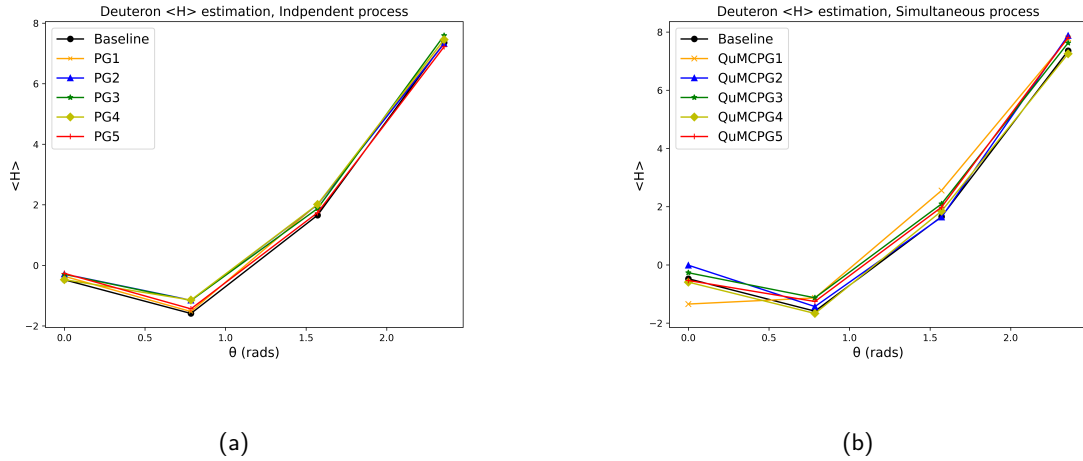 Deuteron <H> estimation, Indpendent process
8
6
4
2
0
−2
<H>
Baseline
PG1
PG2
PG3
PG4
PG5
0.0 0.5 1.0 1.5 2.0
θ (rads)
(a)
Deuteron <H> estimation, Simultaneous process
8
6
4
2
0
−2
<H>
Baseline
QuMCPG1
QuMCPG2
QuMCPG3
QuMCPG4
QuMCPG5
0.0 0.5 1.0 1.5 2.0
θ (rads)
(b)